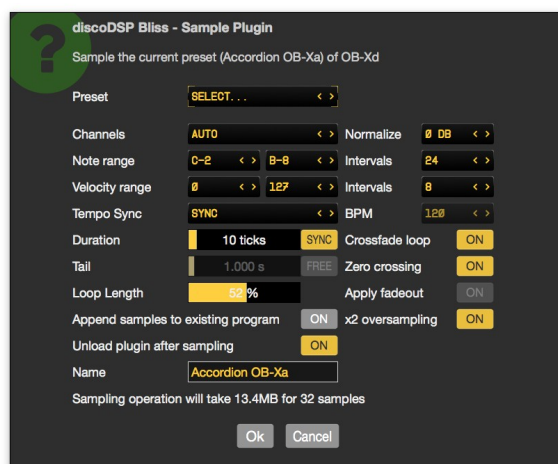 discoDSP Bliss - Sample Plugin
?
Sample the current preset (Accordion OB-Xa) of OB-Xd
Preset SELECT... < >
Channels AUTO < > Normalize 0 DB < >
Note range C-2 < > B-8 < > Intervals 24 < >
Velocity range 0 < > 127 < > Intervals 8 < >
Tempo Sync SYNC < > BPM 120 < >
Duration 10 ticks SYNC Crossfade loop ON
Tail 1.000 s FREE Zero crossing ON
Loop Length 52 % Apply fadeout ON
Append samples to existing program ON x2 oversampling ON
Unload plugin after sampling ON
Name Accordion OB-Xa
Sampling operation will take 13.4MB for 32 samples
Ok Cancel